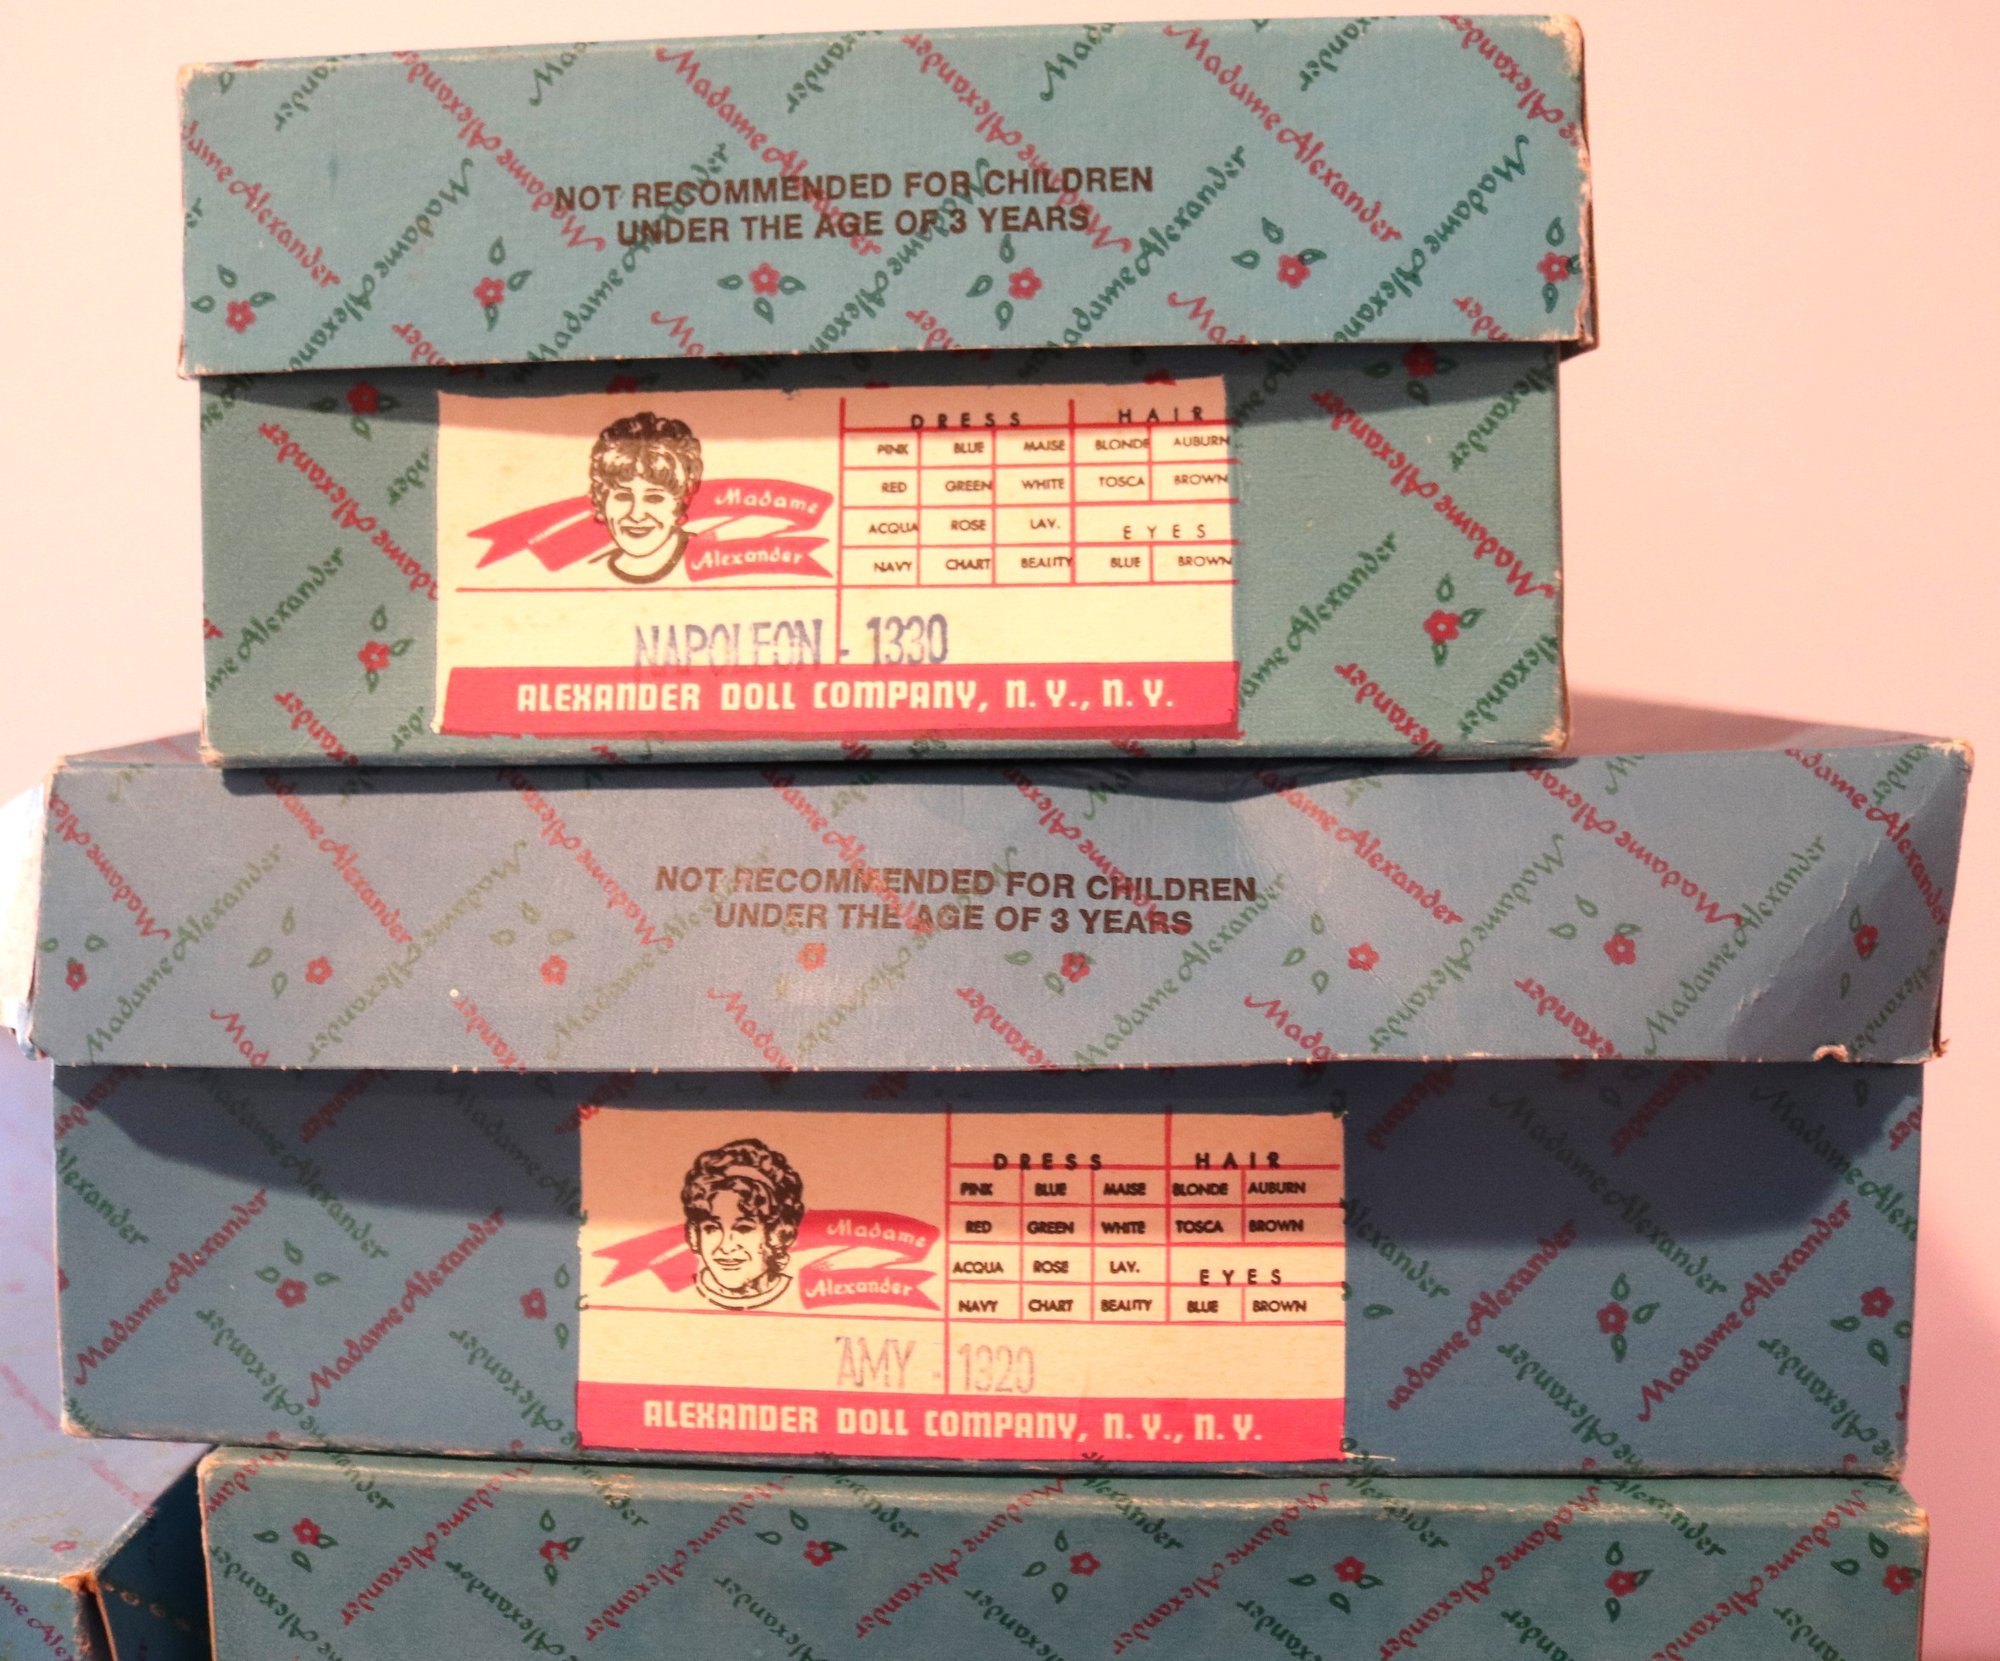 NOT RECOMMENDED FOR CHILDREN
UNDER THE AGE OF 3 YEARS
Madame
Alexander
DRESS HAIR
PINK BLUE MAISE BLONDE AUBURN
RED GREEN WHITE TOSCA BROWN
ACQUA ROSE LAV. EYES
NAVY CHART BEAUTY BLUE BROWN
NAPOLEON - 1330
ALEXANDER DOLL COMPANY, N.Y., N.Y.
NOT RECOMMENDED FOR CHILDREN
UNDER THE AGE OF 3 YEARS
Madame
Alexander
DRESS HAIR
PINK BLUE MAISE BLONDE AUBURN
RED GREEN WHITE TOSCA BROWN
ACQUA ROSE LAV. EYES
NAVY CHART BEAUTY BLUE BROWN
AMY - 1320
ALEXANDER DOLL COMPANY, N.Y., N.Y.